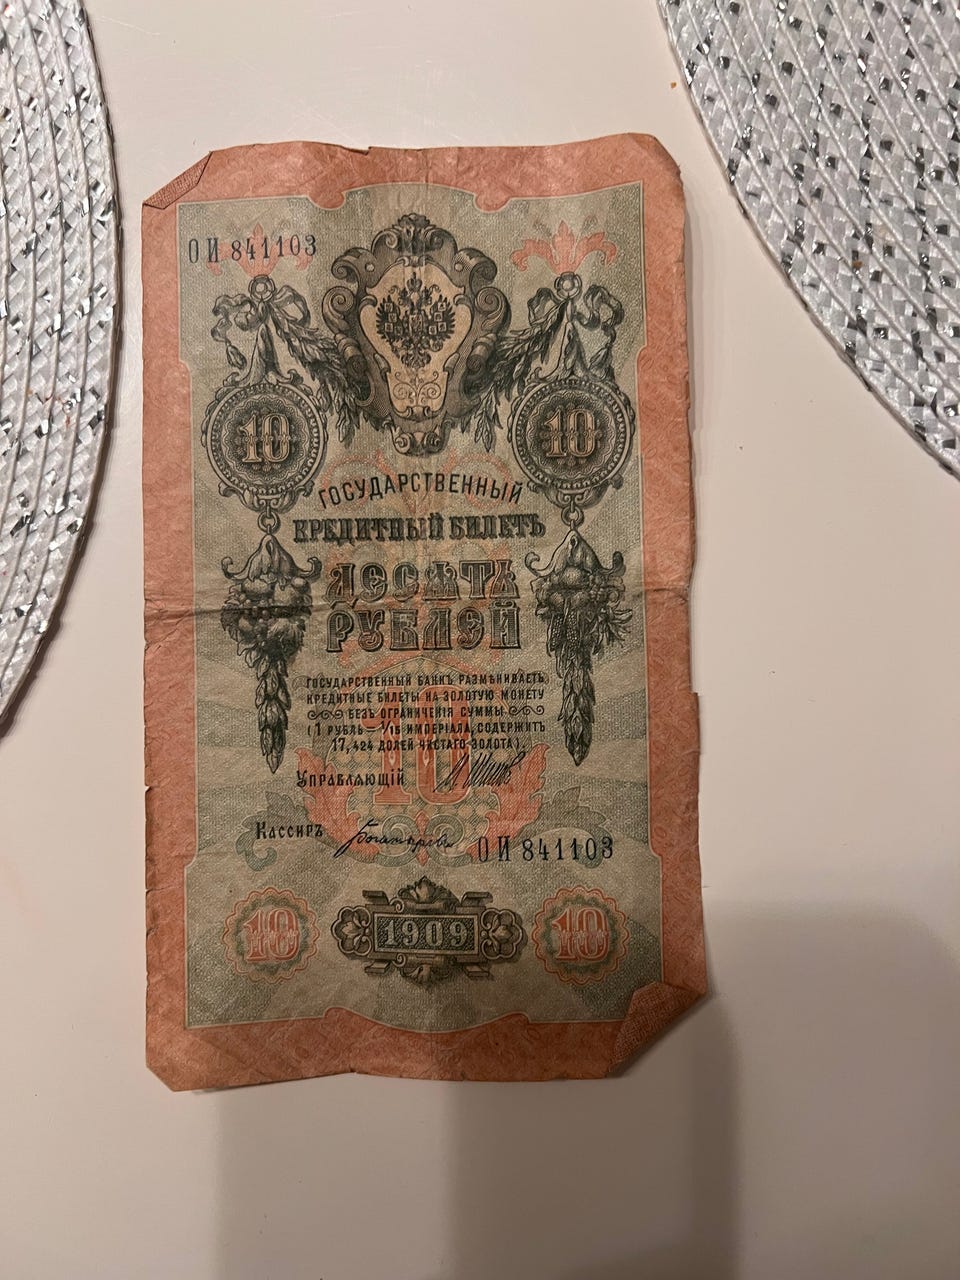 ОИ 841103
10 10
ГОСУДАРСТВЕННЫЙ
КРЕДИТНЫЙ БИЛЕТЪ
ДЕСЯТЬ
РУБЛЕЙ
ГОСУДАРСТВЕННЫЙ БАНКЪ РАЗМѢНИВАЕТЪ
КРЕДИТНЫЕ БИЛЕТЫ НА ЗОЛОТУЮ МОНЕТУ
БЕЗЪ ОГРАНИЧЕНІЯ СУММЫ
(1 РУБЛЬ = 1/15 ИМПЕРІАЛА, СОДЕРЖИТЪ
17,424 ДОЛЕЙ ЧИСТАГО ЗОЛОТА).
10
УПРАВЛЯЮЩІЙ И.Шипов
КАССИРЪ
ОИ 841103
10 1909 10